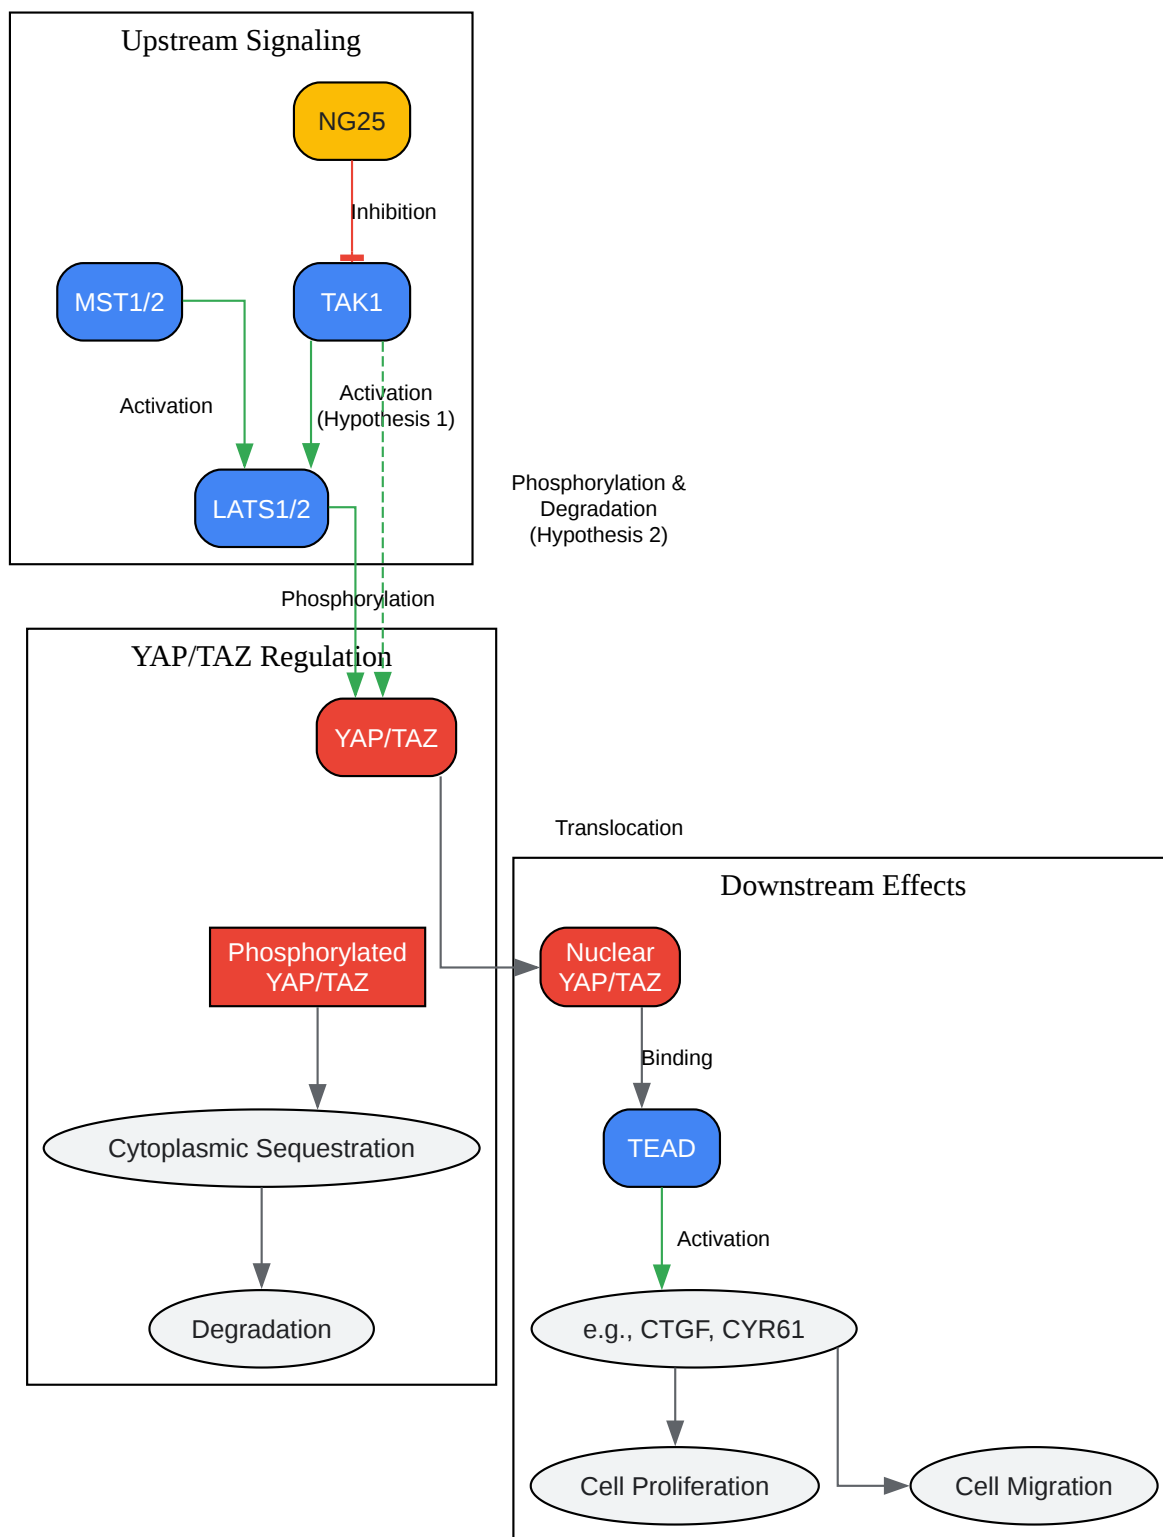 Upstream Signaling
NG25
Inhibition
MST1/2
TAK1
Activation
Activation
(Hypothesis 1)
LATS1/2
Phosphorylation &
Degradation
(Hypothesis 2)
Phosphorylation
YAP/TAZ Regulation
YAP/TAZ
Translocation
Downstream Effects
Phosphorylated
YAP/TAZ
Nuclear
YAP/TAZ
Binding
Cytoplasmic Sequestration
TEAD
Activation
Degradation
e.g., CTGF, CYR61
Cell Proliferation
Cell Migration